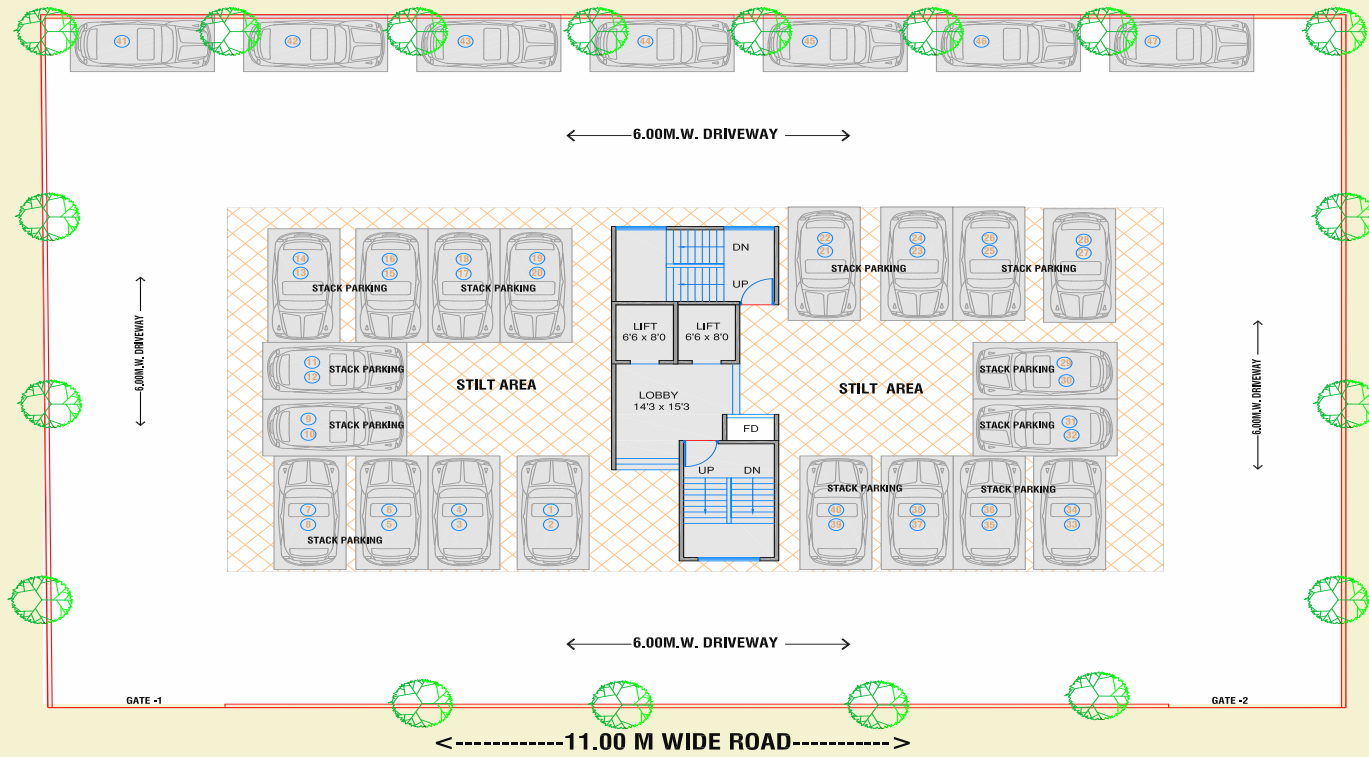 41 42 43 44 45 46 47
6.00M.W. DRIVEWAY
14 16 18 19
13 15 17 20
STACK PARKING STACK PARKING
22 24 26 28
21 23 25 27
STACK PARKING STACK PARKING
DN
UP
LIFT
6'6 x 8'0
LIFT
6'6 x 8'0
6.00M.W. DRIVEWAY
11
12
STACK PARKING
9
10
STACK PARKING
STILT AREA
LOBBY
14'3 x 15'3
FD
STILT AREA
29
30
STACK PARKING
31
32
STACK PARKING
6.00M.W. DRIVEWAY
7 6 4 1
8 5 3 2
STACK PARKING
UP DN
STACK PARKING STACK PARKING
40 38 36 34
39 37 35 33
6.00M.W. DRIVEWAY
GATE -1
GATE -2
<-----------11.00 M WIDE ROAD---------->